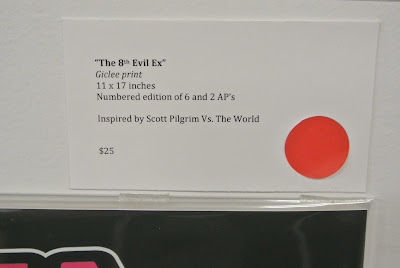 "The 8th Evil Ex"
Giclee print
11 x 17 inches
Numbered edition of 6 and 2 AP's
Inspired by Scott Pilgrim Vs. The World
$25